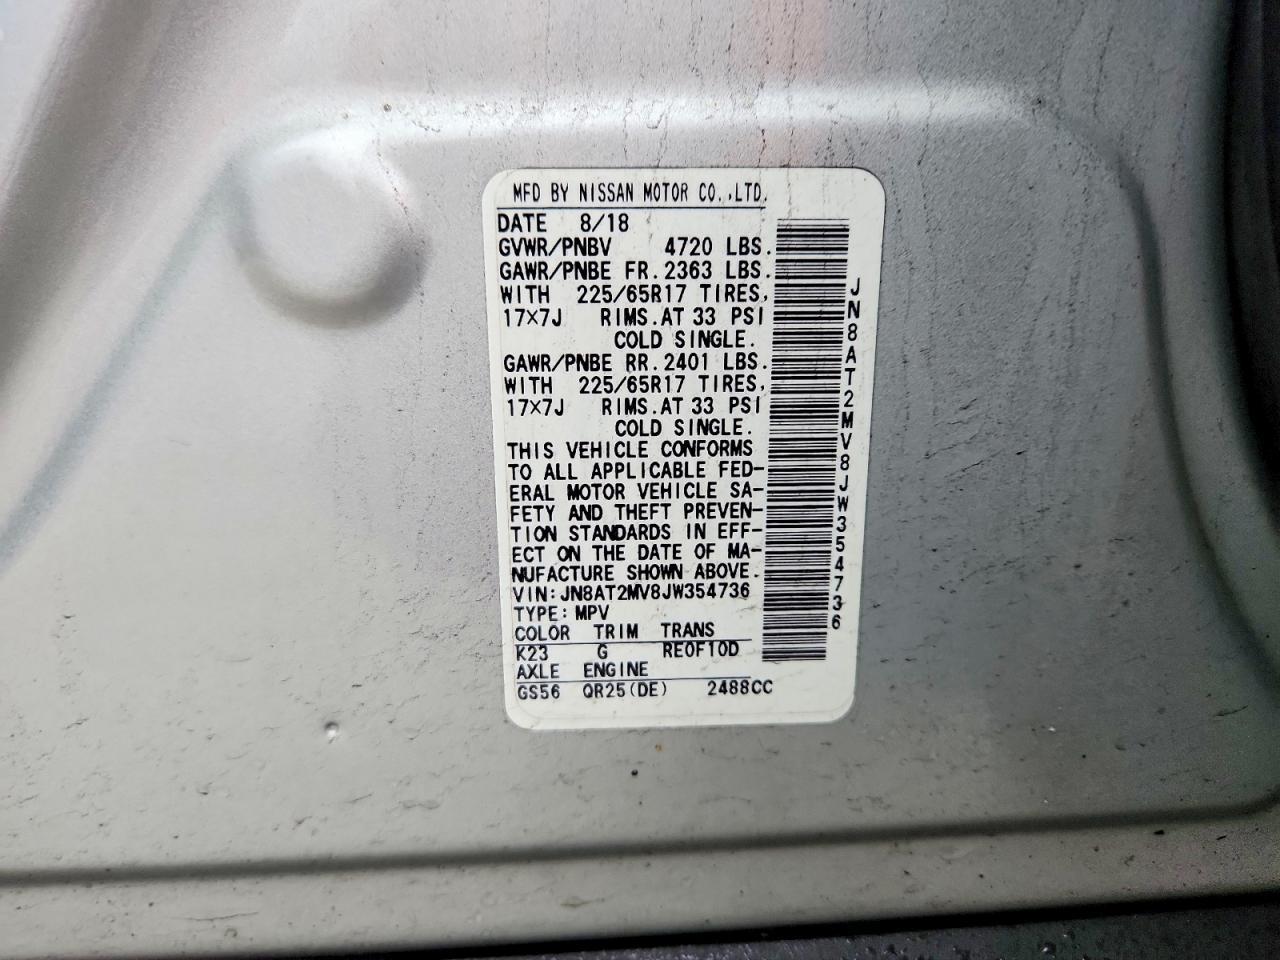 MFD BY NISSAN MOTOR CO.,LTD.
DATE 8/18
GVWR/PNBV 4720 LBS.
GAWR/PNBE FR. 2363 LBS.
WITH 225/65R17 TIRES,
17×7J RIMS. AT 33 PSI
COLD SINGLE.
GAWR/PNBE RR. 2401 LBS.
WITH 225/65R17 TIRES,
17×7J RIMS. AT 33 PSI
COLD SINGLE.
THIS VEHICLE CONFORMS
TO ALL APPLICABLE FED-
ERAL MOTOR VEHICLE SA-
FETY AND THEFT PREVEN-
TION STANDARDS IN EFF-
ECT ON THE DATE OF MA-
NUFACTURE SHOWN ABOVE.
VIN: JN8AT2MV8JW354736
TYPE: MPV
COLOR TRIM TRANS
K23 G RE0F10D
AXLE ENGINE
GS56 QR25(DE) 2488CC
JN8AT2MV8JW354736